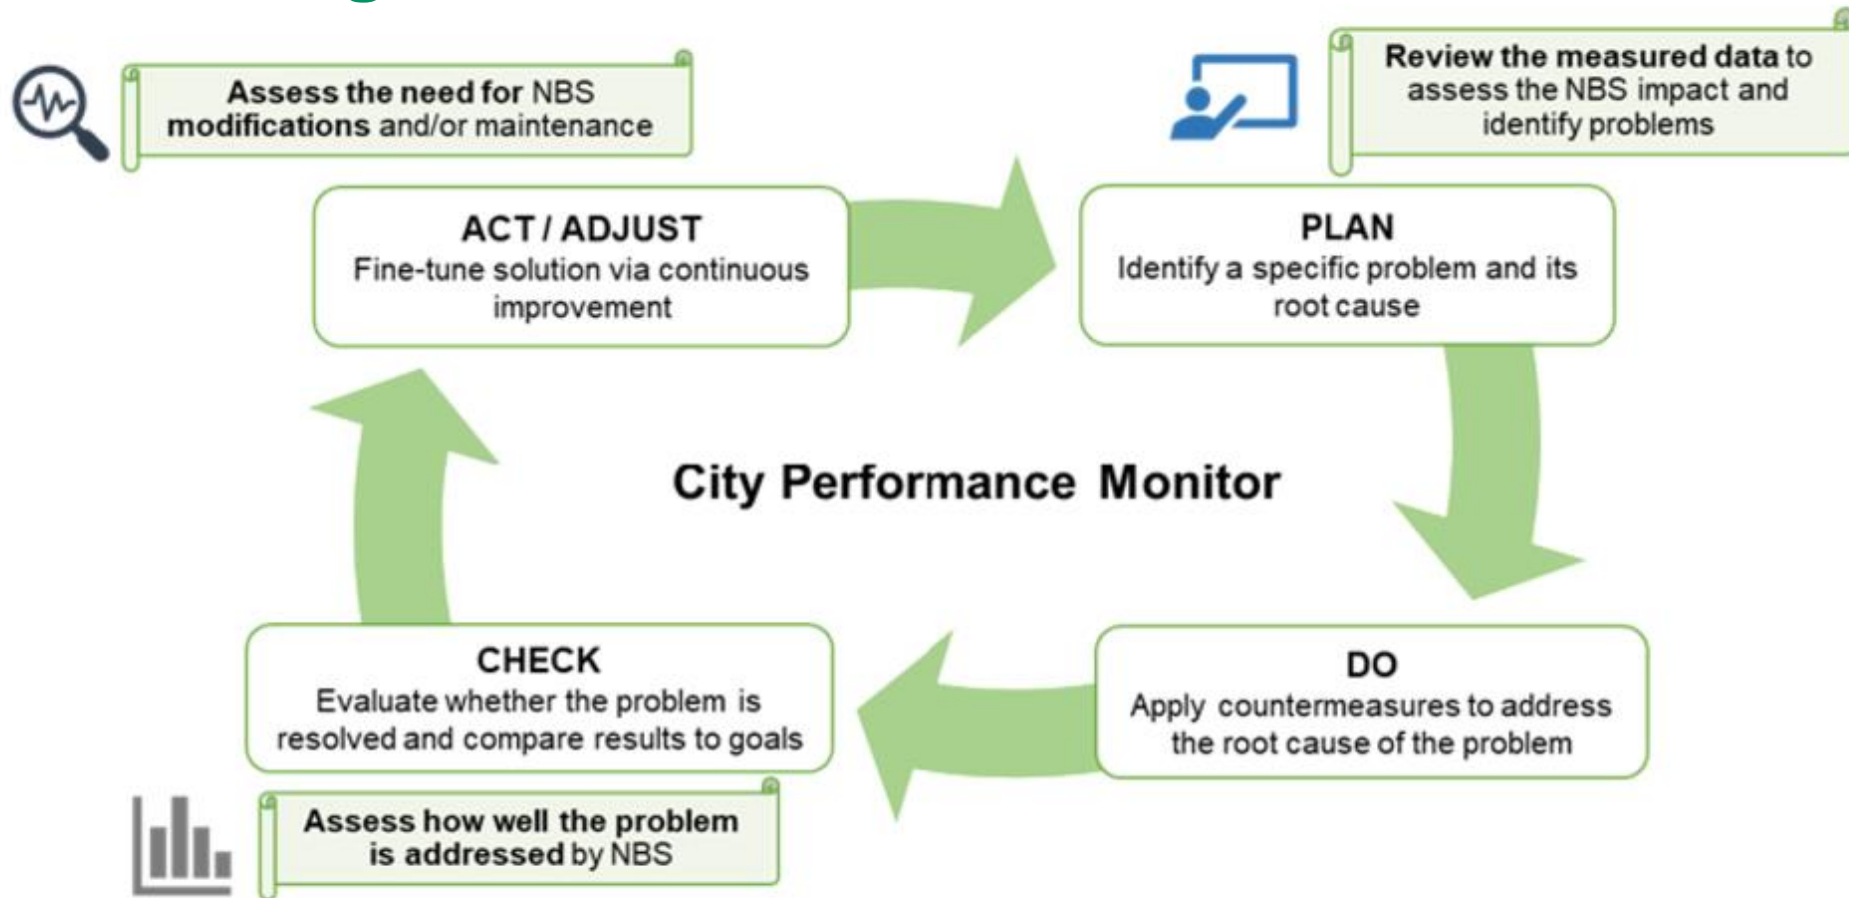 Assess the need for NBS
modifications and/or maintenance
Review the measured data to
assess the NBS impact and
identify problems
ACT / ADJUST
Fine-tune solution via continuous
improvement
PLAN
Identify a specific problem and its
root cause
City Performance Monitor
CHECK
Evaluate whether the problem is
resolved and compare results to goals
DO
Apply countermeasures to address
the root cause of the problem
Assess how well the problem
is addressed by NBS